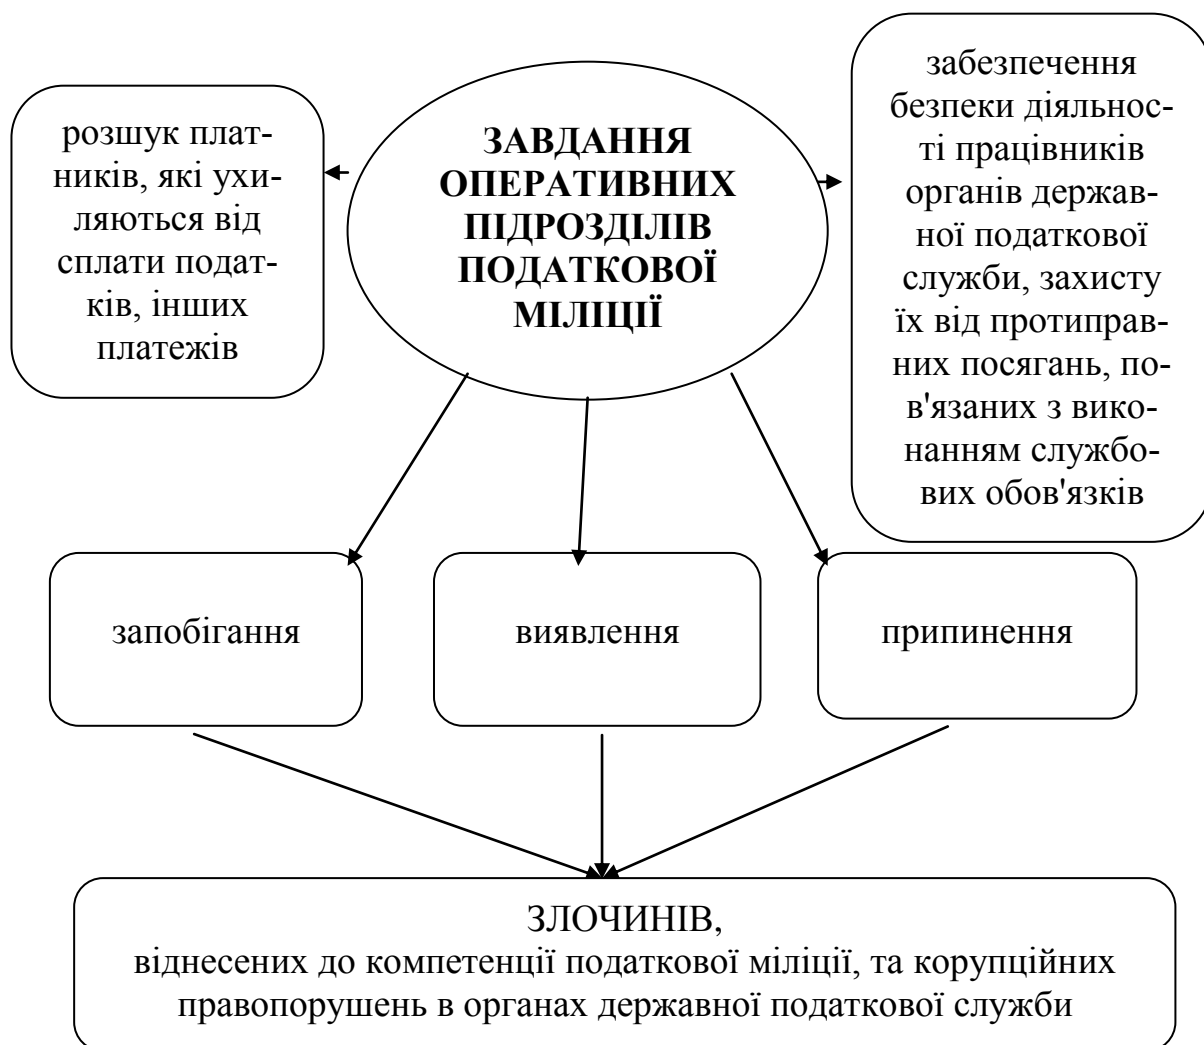 розшук плат-
ників, які ухи-
ляються від
сплати подат-
ків, інших
платежів
ЗАВДАННЯ
ОПЕРАТИВНИХ
ПІДРОЗДІЛІВ
ПОДАТКОВОЇ
МІЛІЦІЇ
забезпечення
безпеки діяльнос-
ті працівників
органів держав-
ної податкової
служби, захисту
їх від протиправ-
них посягань, по-
в'язаних з вико-
нанням службо-
вих обов'язків
запобігання
виявлення
припинення
ЗЛОЧИНІВ,
віднесених до компетенції податкової міліції, та корупційних
правопорушень в органах державної податкової служби